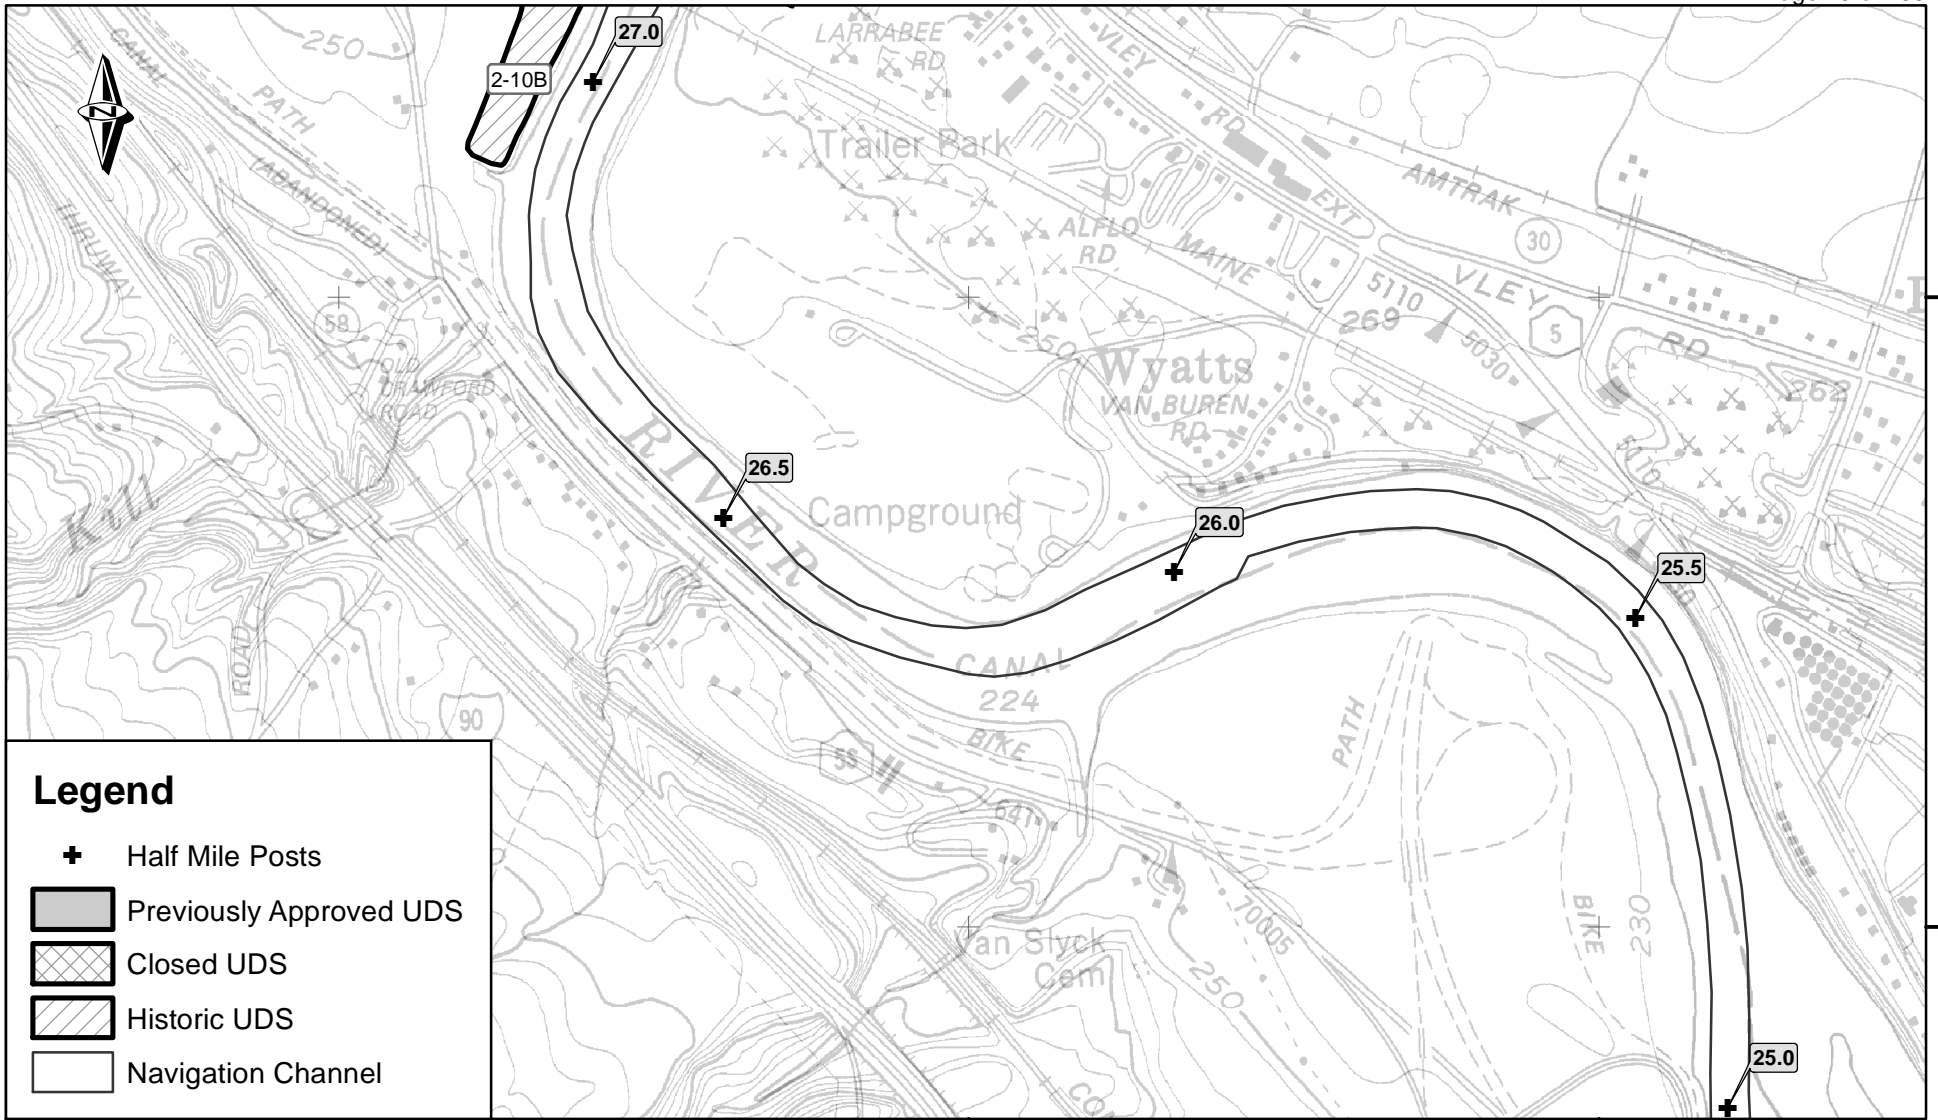 27.0
2-10B
N
CANAL
PATH
(ABANDONED)
250
LARRABEE
RD
VLEY
RD
EXT
Trailer Park
AMTRAK
30
ALFLO
RD
MAINE
5110
VLEY
RD
5
269
5030
262
THRUWAY
58
OLD
CRAWFORD
ROAD
250
Wyatts
VAN BUREN
RD
RIVER
26.5
Campground
26.0
25.5
Kill
ROAD
90
CANAL
224
BIKE
PATH
BIKE
230
70005
250
Van Slyck
Cem
25.0
Legend
Half Mile Posts
Previously Approved UDS
Closed UDS
Historic UDS
Navigation Channel